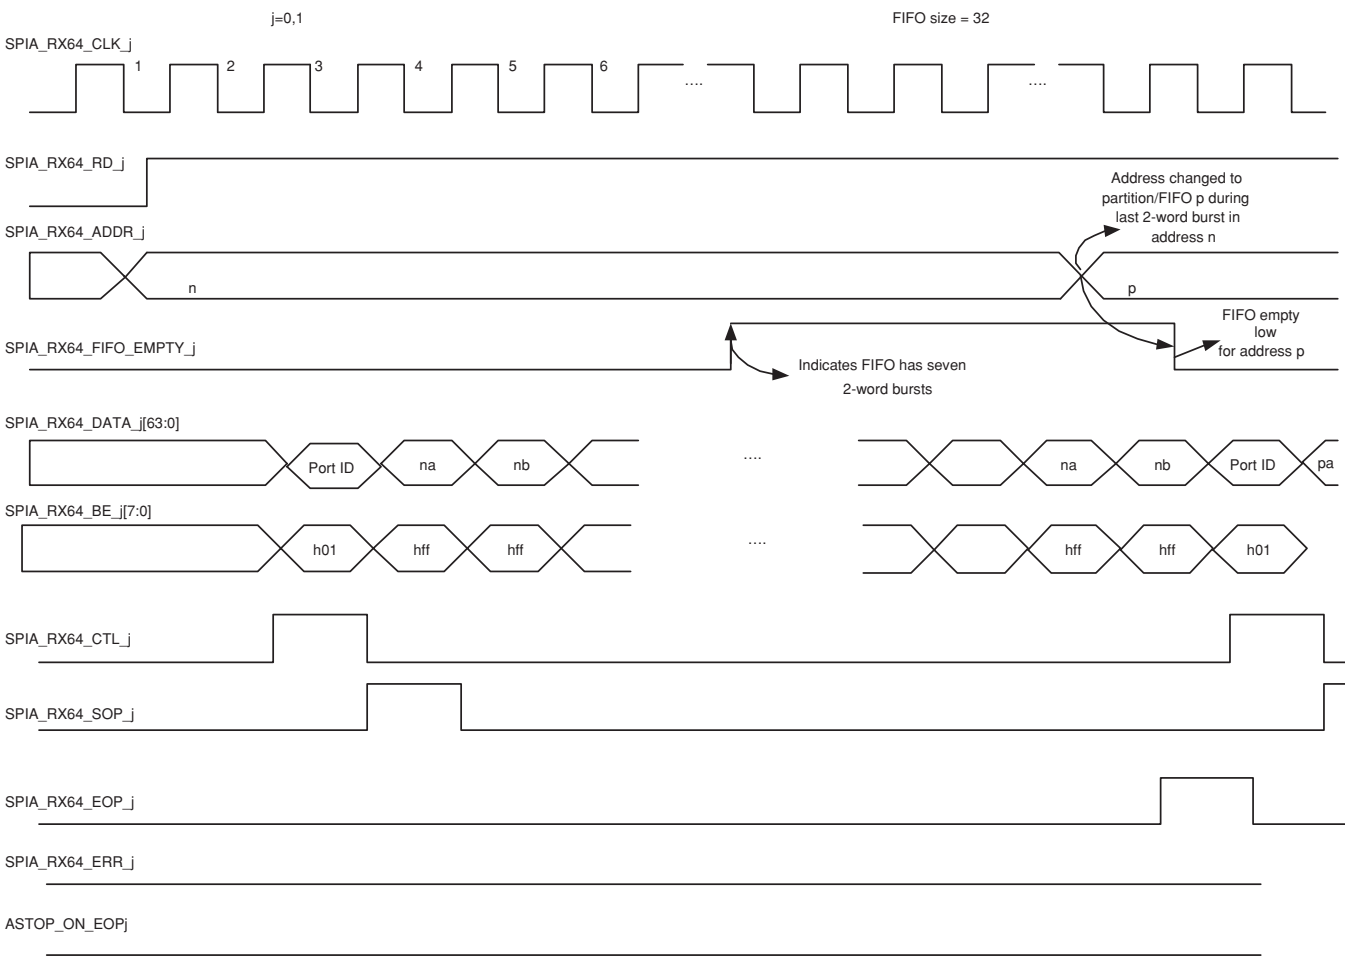 j=0,1
FIFO size = 32
SPIA_RX64_CLK_j
1 2 3 4 5 6 .... ....
SPIA_RX64_RD_j
Address changed to
partition/FIFO p during
last 2-word burst in
address n
SPIA_RX64_ADDR_j
n p
FIFO empty
low
for address p
SPIA_RX64_FIFO_EMPTY_j
Indicates FIFO has seven
2-word bursts
SPIA_RX64_DATA_j[63:0]
Port ID na nb .... na nb Port ID pa
SPIA_RX64_BE_j[7:0]
h01 hff hff .... hff hff h01
SPIA_RX64_CTL_j
SPIA_RX64_SOP_j
SPIA_RX64_EOP_j
SPIA_RX64_ERR_j
ASTOP_ON_EOPj